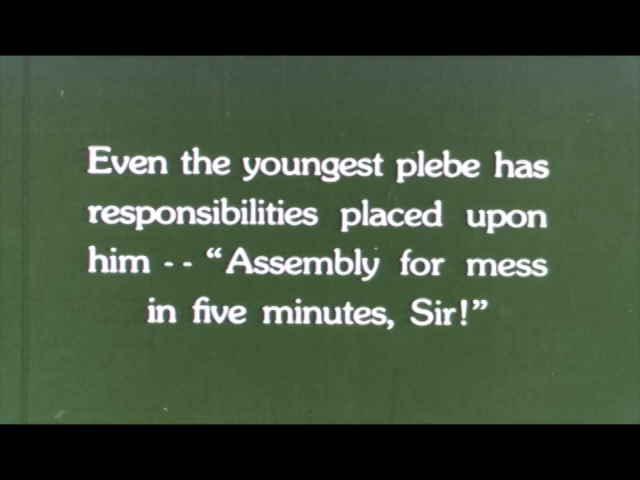 Even the youngest plebe has
responsibilities placed upon
him -- “Assembly for mess
in five minutes, Sir!”